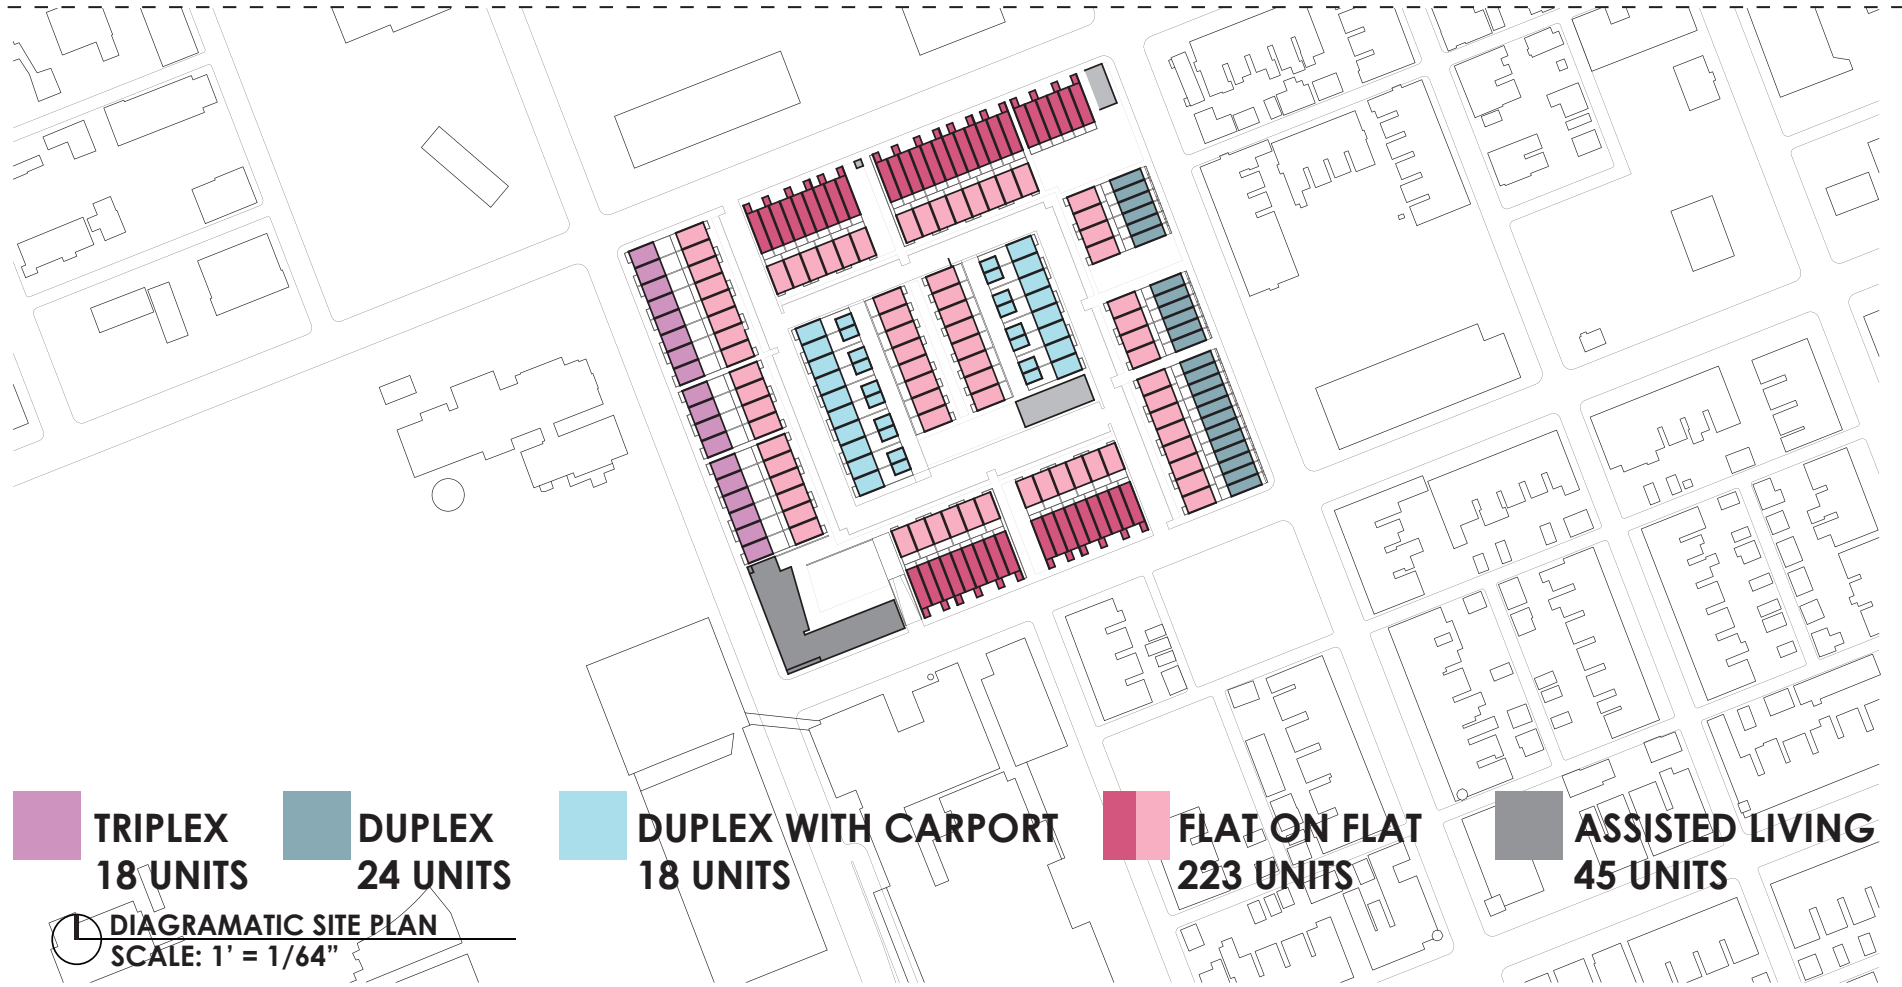 TRIPLEX
18 UNITS
DUPLEX
24 UNITS
DUPLEX WITH CARPORT
18 UNITS
FLAT ON FLAT
223 UNITS
ASSISTED LIVING
45 UNITS
DIAGRAMATIC SITE PLAN
SCALE: 1’ = 1/64”